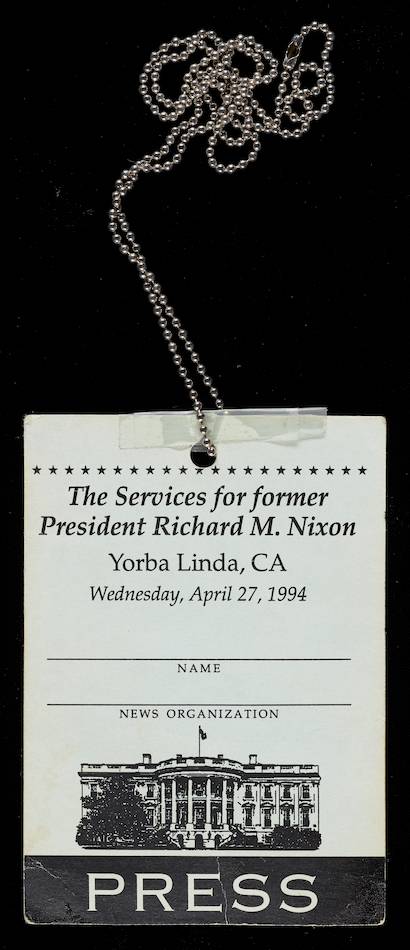 The Services for former
President Richard M. Nixon
Yorba Linda, CA
Wednesday, April 27, 1994
NAME
NEWS ORGANIZATION
PRESS